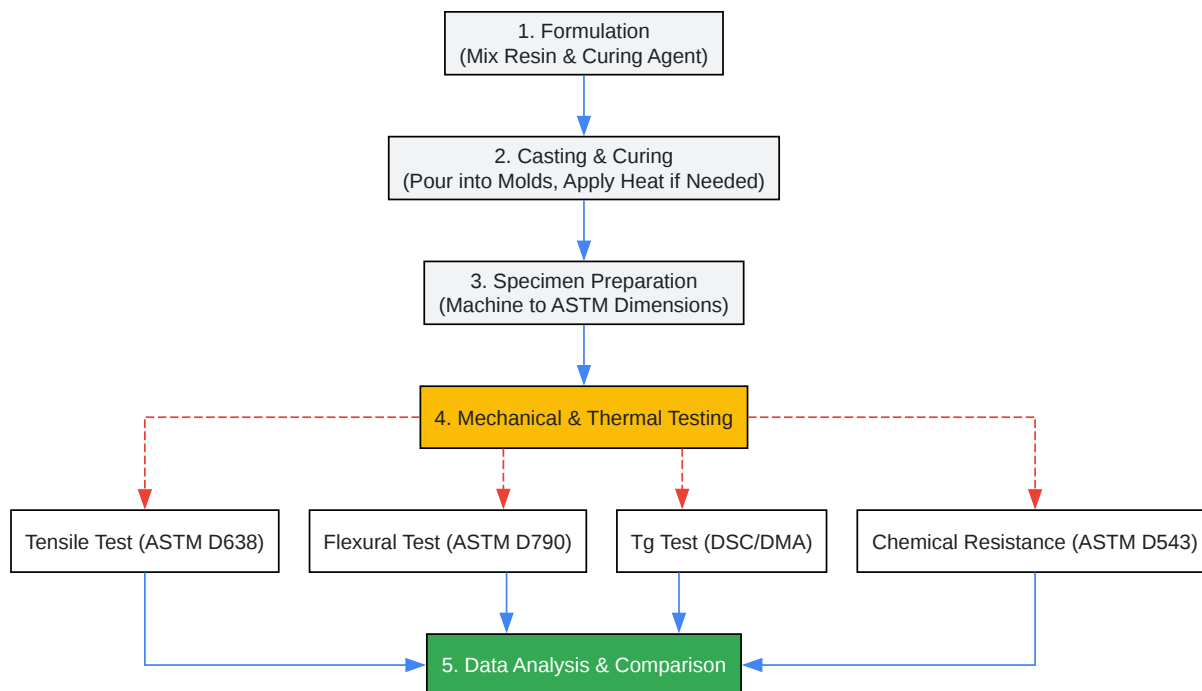 1. Formulation
(Mix Resin & Curing Agent)
2. Casting & Curing
(Pour into Molds, Apply Heat if Needed)
3. Specimen Preparation
(Machine to ASTM Dimensions)
4. Mechanical & Thermal Testing
Tensile Test (ASTM D638)
Flexural Test (ASTM D790)
Tg Test (DSC/DMA)
Chemical Resistance (ASTM D543)
5. Data Analysis & Comparison